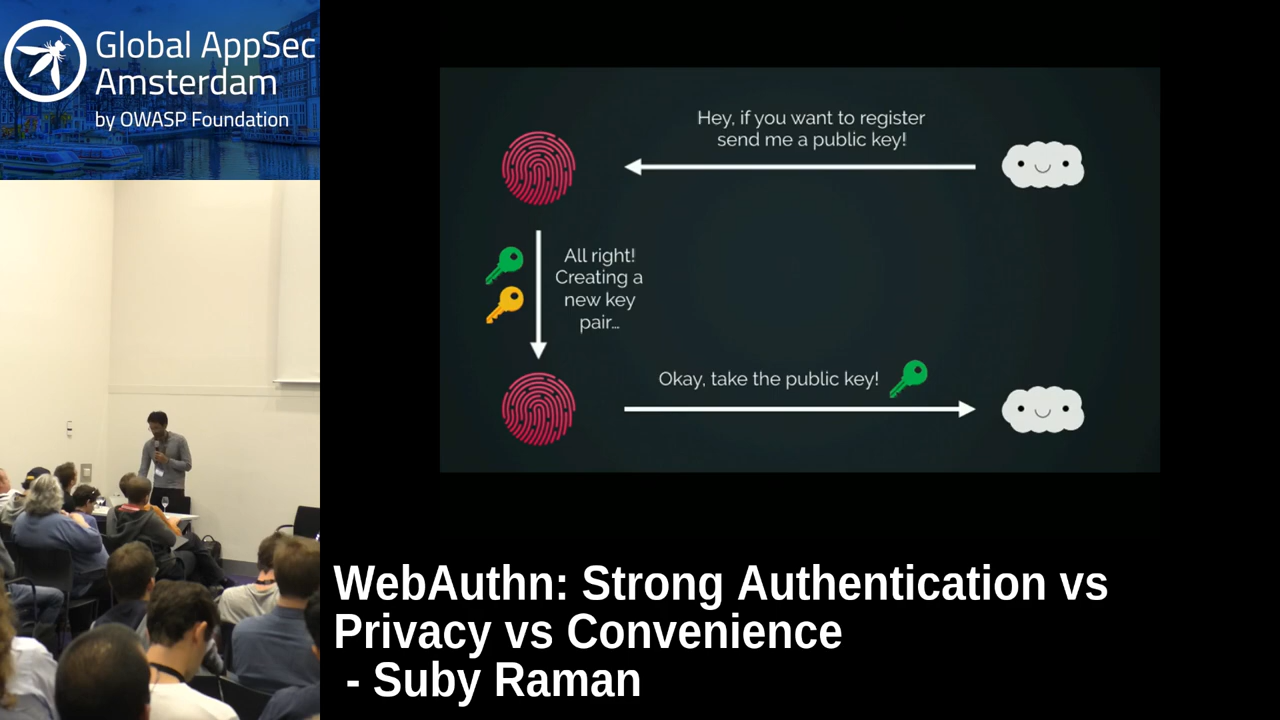 Global AppSec
Amsterdam
by OWASP Foundation
Hey, if you want to register
send me a public key!
All right!
Creating a
new key
pair…
Okay, take the public key!
WebAuthn: Strong Authentication vs
Privacy vs Convenience
- Suby Raman